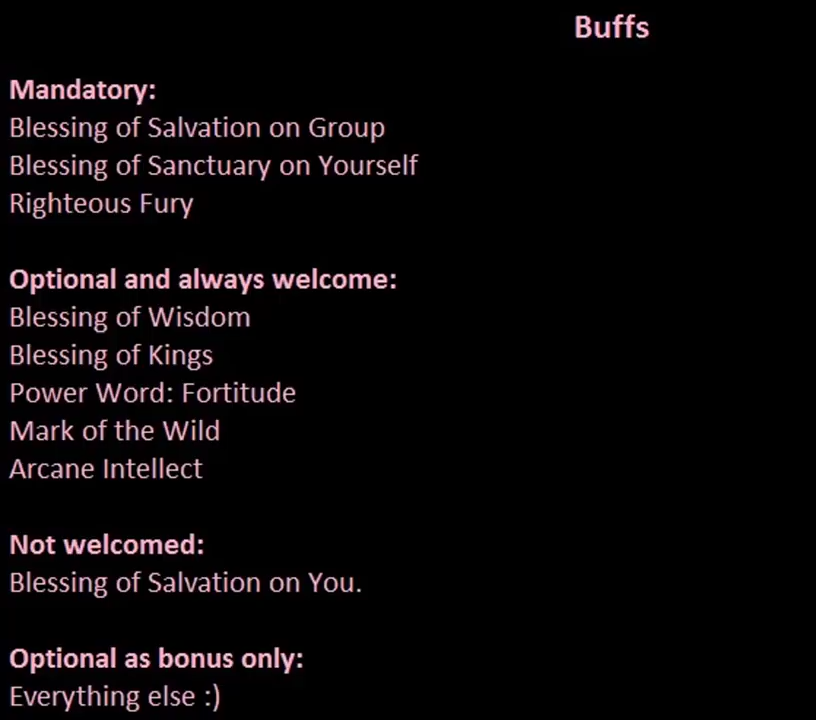 Buffs
Mandatory:
Blessing of Salvation on Group
Blessing of Sanctuary on Yourself
Righteous Fury
Optional and always welcome:
Blessing of Wisdom
Blessing of Kings
Power Word: Fortitude
Mark of the Wild
Arcane Intellect
Not welcomed:
Blessing of Salvation on You.
Optional as bonus only:
Everything else :)